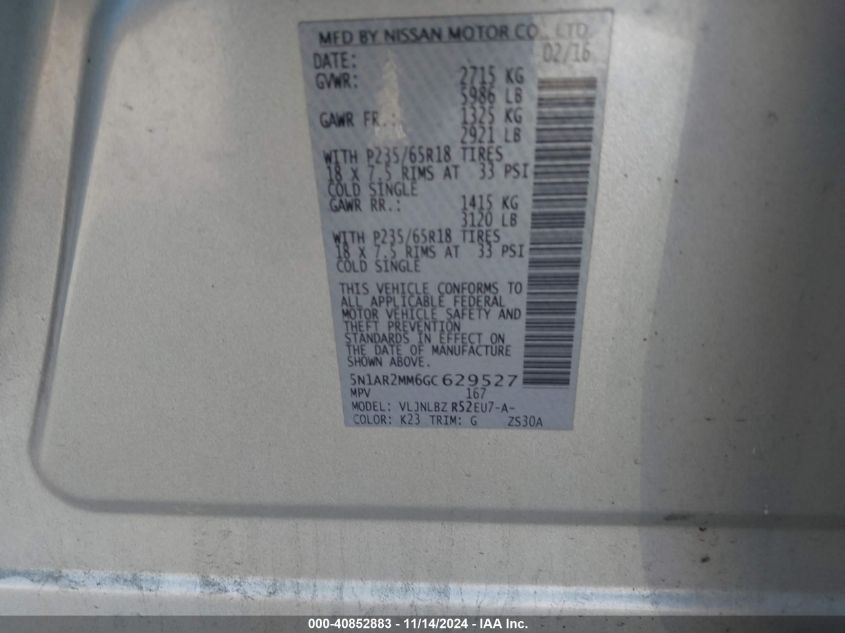 MFD BY NISSAN MOTOR CO., LTD
DATE: 02/16
GVWR: 2715 KG
5986 LB
GAWR FR.: 1325 KG
2921 LB
WITH P235/65R18 TIRES
18 X 7.5 RIMS AT 33 PSI
COLD SINGLE
GAWR RR.: 1415 KG
3120 LB
WITH P235/65R18 TIRES
18 X 7.5 RIMS AT 33 PSI
COLD SINGLE
THIS VEHICLE CONFORMS TO
ALL APPLICABLE FEDERAL
MOTOR VEHICLE SAFETY AND
THEFT PREVENTION
STANDARDS IN EFFECT ON
THE DATE OF MANUFACTURE
SHOWN ABOVE.
5N1AR2MM6GC629527
MPV 167
MODEL: VLJNLBZ R52EU7-A-
COLOR: K23 TRIM: G ZS30A
000-40852883 - 11/14/2024 - IAA, Inc.